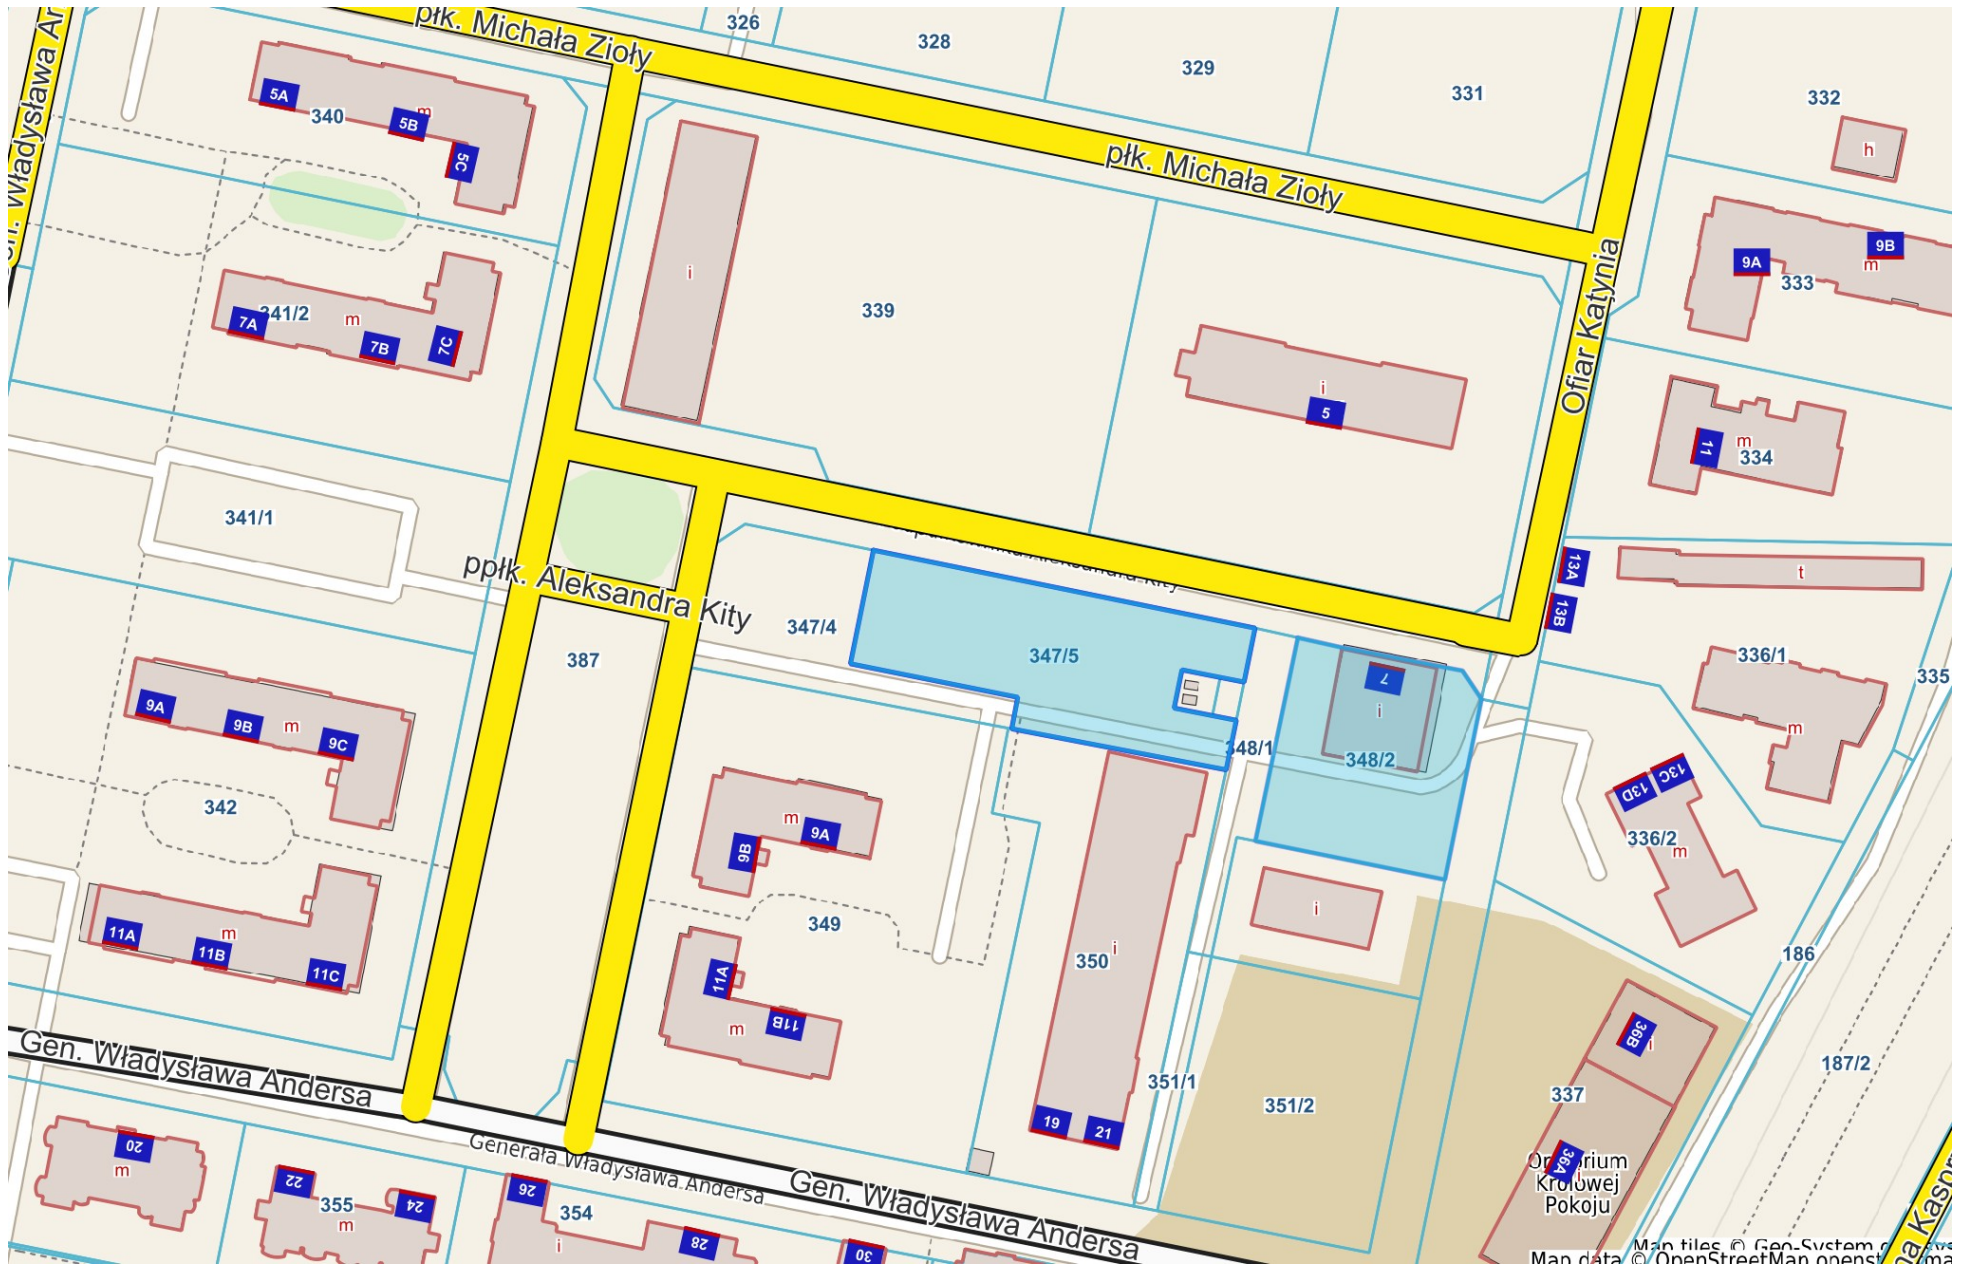 płk. Michała Zioły
326
328
329
331
332
h
5A
340
m
5B
5C
płk. Michała Zioły
9B
9A
m
333
i
339
341/2
7A
m
7B
7C
Ofiar Katynia
i
5
11
m
334
341/1
ppłk. Aleksandra Kity
13A
t
13B
387
347/4
347/5
7
i
336/1
335
m
9A
9B
m
9C
348/1
348/2
13D
13C
336/2
m
342
m
9A
9B
349
i
11A
11B
m
11C
11A
m
11B
350
i
186
36B
i
Gen. Władysława Andersa
351/1
351/2
337
187/2
19
21
20
m
Generała Władysława Andersa
36A
Oratorium
Królowej
Pokoju
22
355
m
24
26
354
i
28
Gen. Władysława Andersa
30
Map tiles © Geo-System
Map data © OpenStreetMap